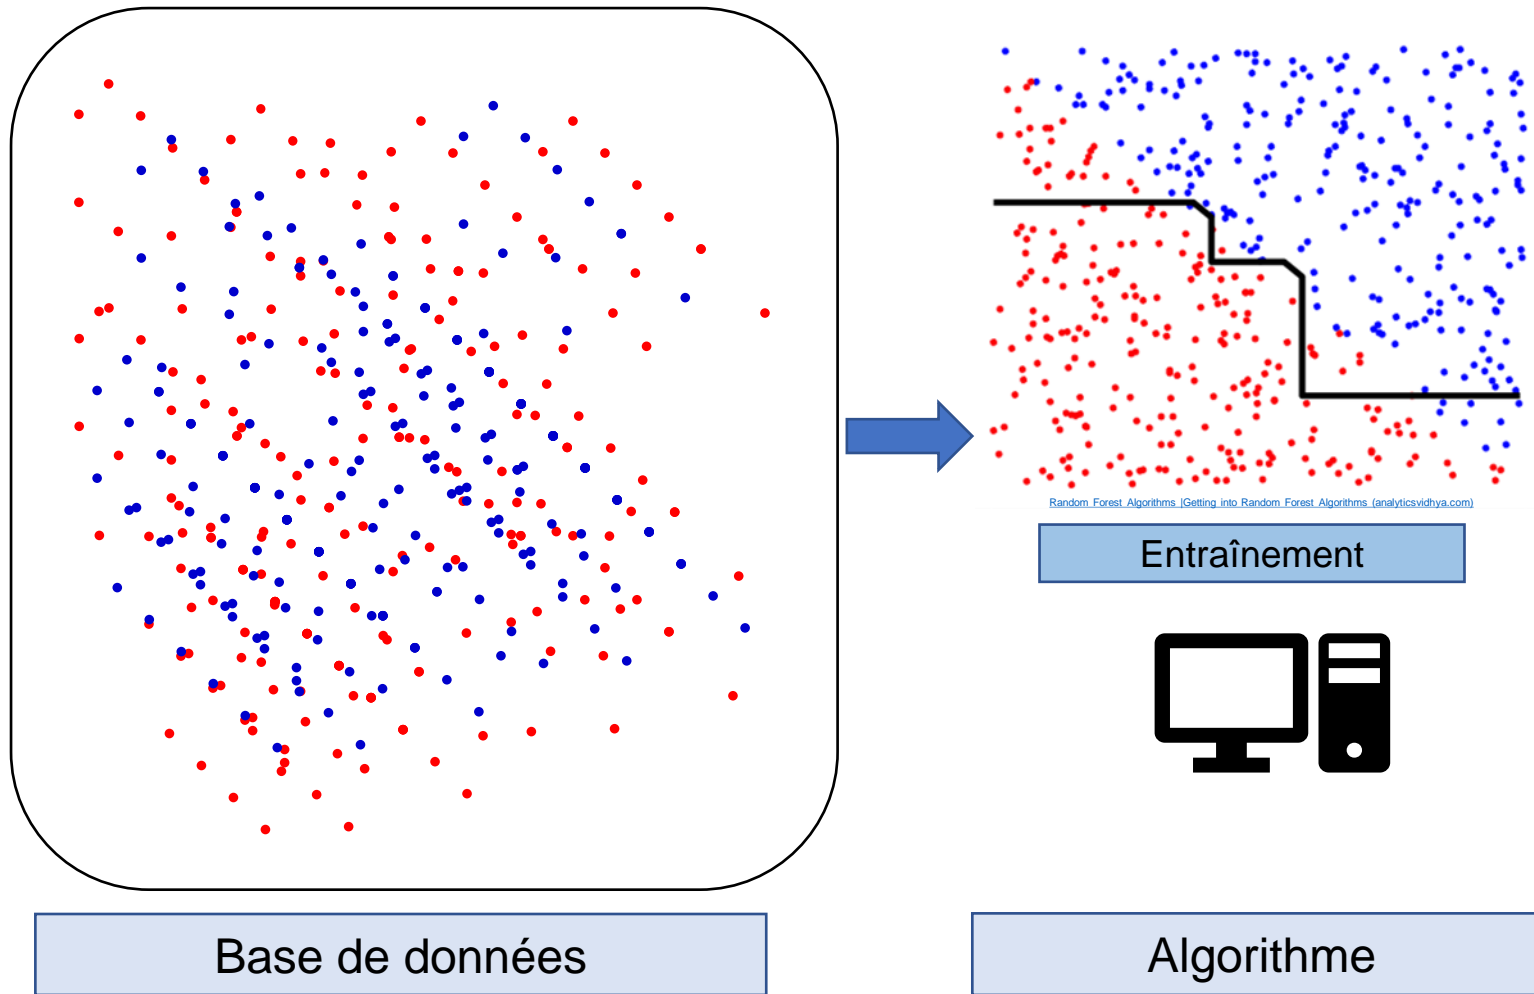 Random Forest Algorithms |Getting into Random Forest Algorithms (analyticsvidhya.com)
Entraînement
Base de données
Algorithme